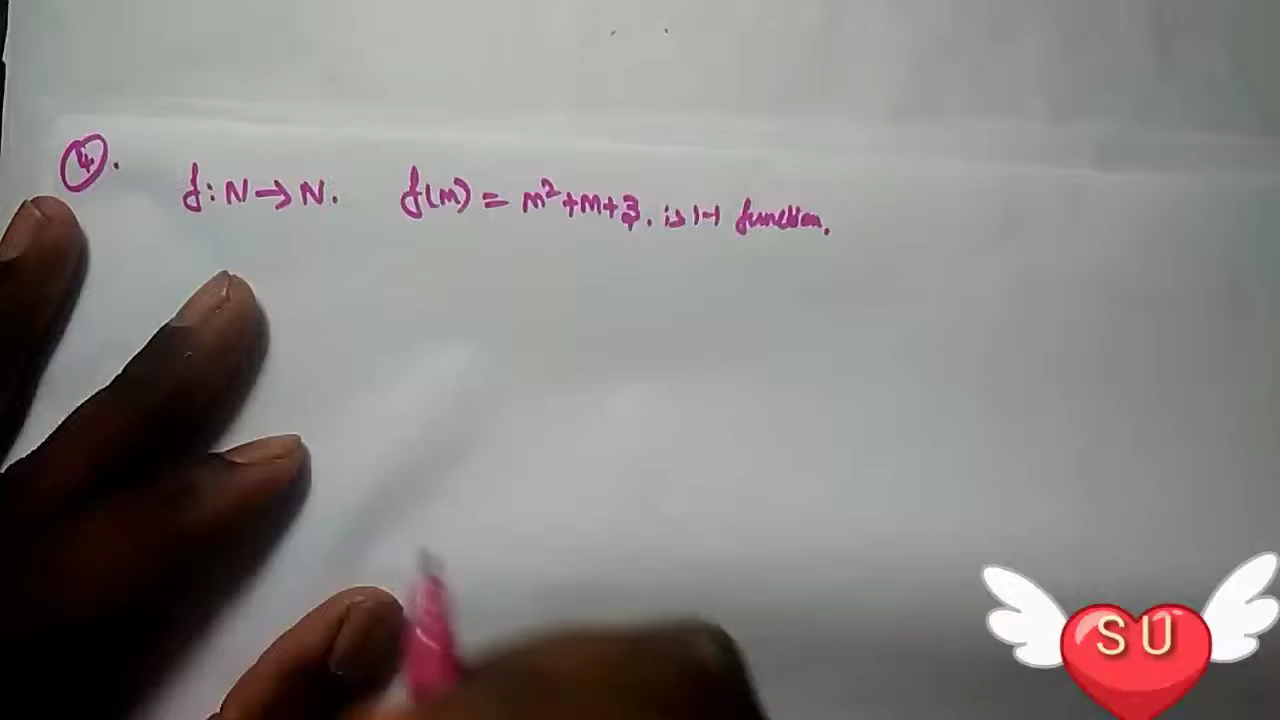 4. f: N → N. f(m) = m²+m+3. is 1-1 function.
SU